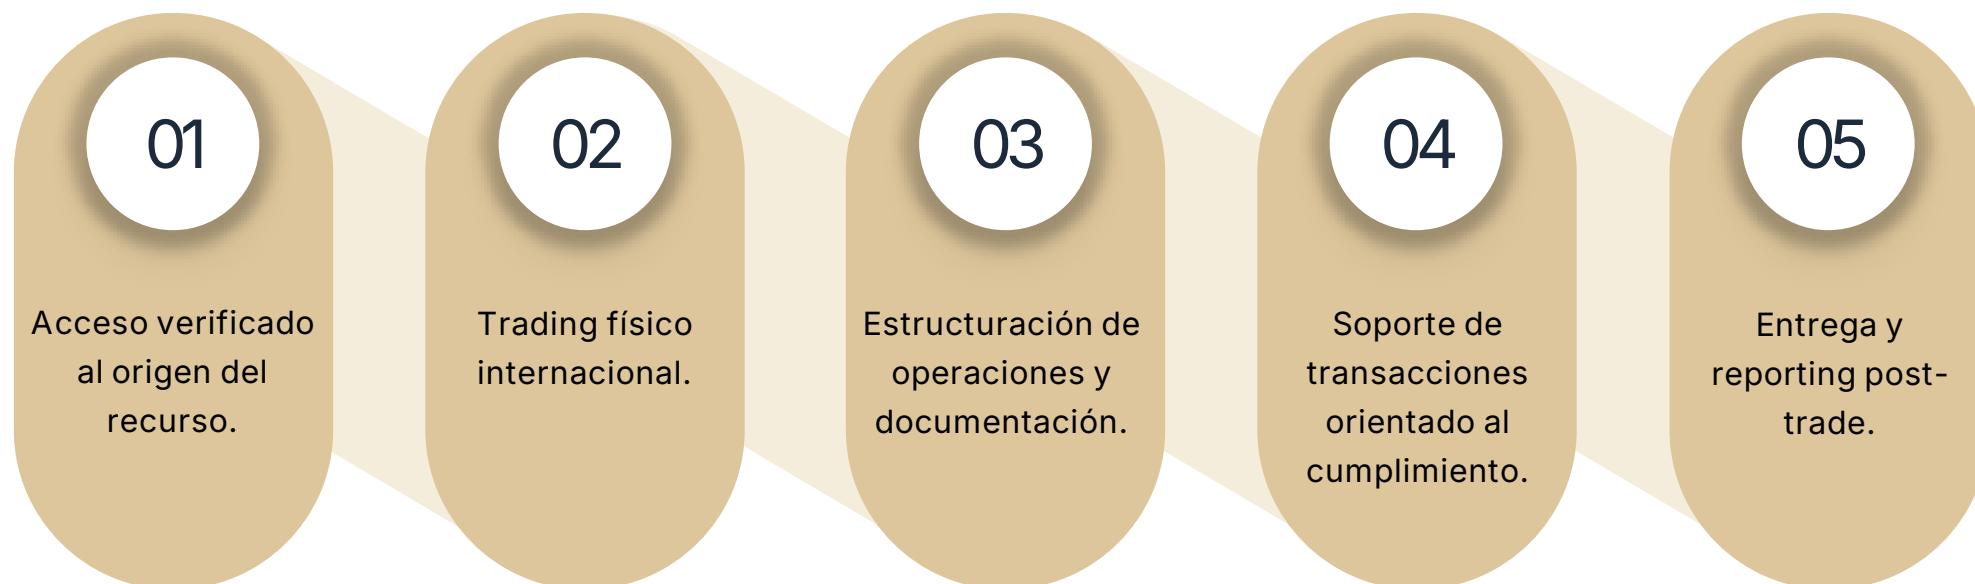 01
Acceso verificado
al origen del
recurso.
02
Trading físico
internacional.
03
Estructuración de
operaciones y
documentación.
04
Soporte de
transacciones
orientado al
cumplimiento.
05
Entrega y
reporting post-
trade.